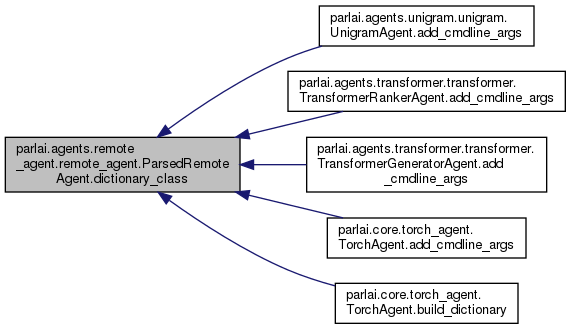 parlai.agents.unigram.unigram.
UnigramAgent.add_cmdline_args
parlai.agents.transformer.transformer.
TransformerRankerAgent.add_cmdline_args
parlai.agents.remote
_agent.remote_agent.ParsedRemote
Agent.dictionary_class
parlai.agents.transformer.transformer.
TransformerGeneratorAgent.add
_cmdline_args
parlai.core.torch_agent.
TorchAgent.add_cmdline_args
parlai.core.torch_agent.
TorchAgent.build_dictionary